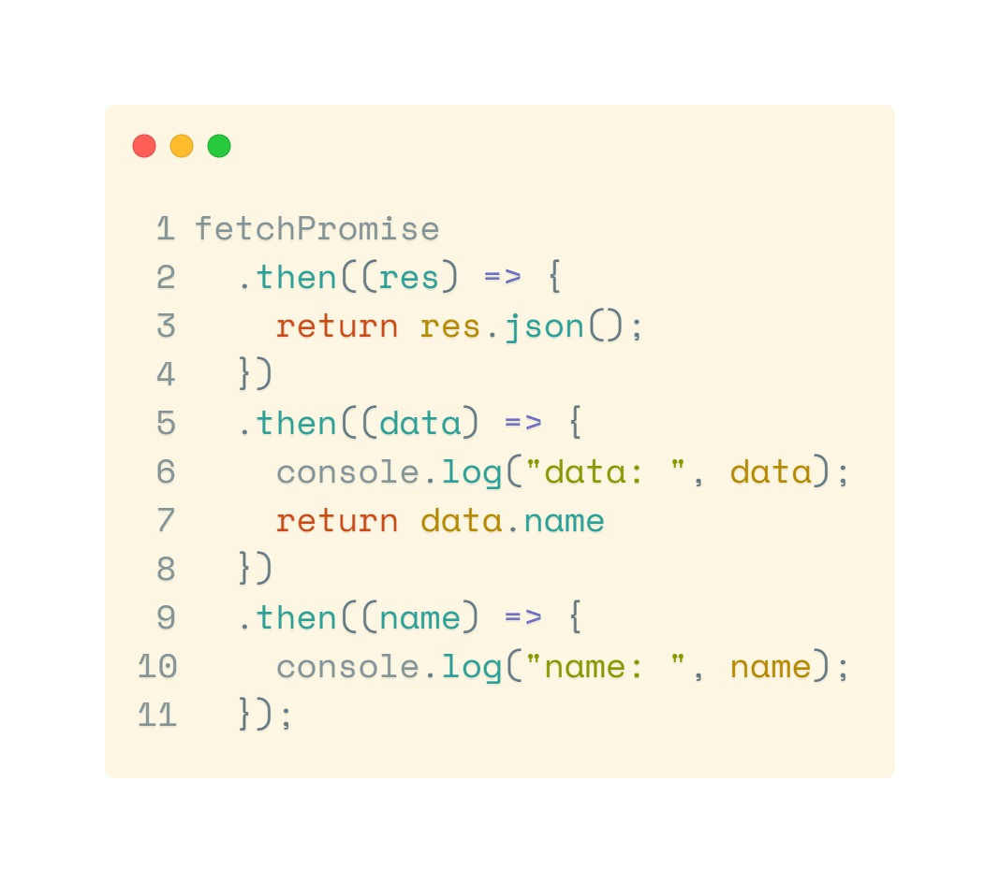 1 fetchPromise
2   .then((res) => {
3     return res.json();
4   })
5   .then((data) => {
6     console.log("data: ", data);
7     return data.name
8   })
9   .then((name) => {
10     console.log("name: ", name);
11   });